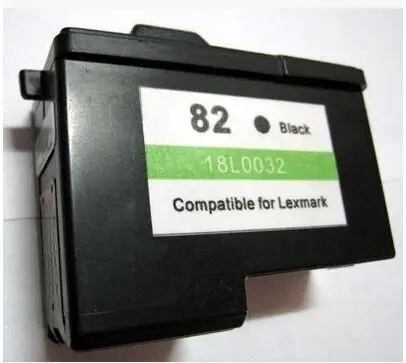 82 ● Black
18L0032
Compatible for Lexmark